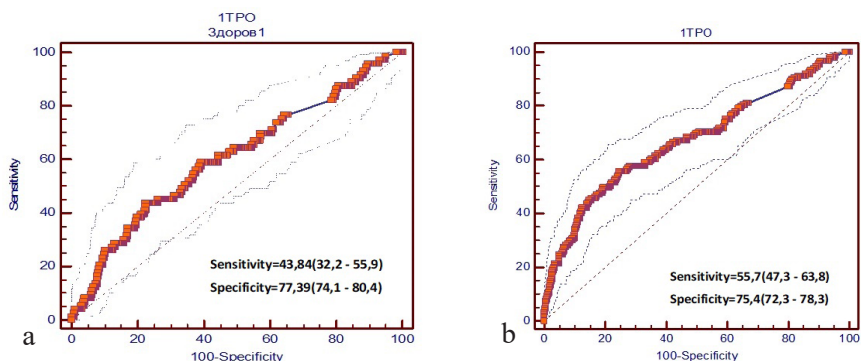 1ТРО
Здоров1
100
80
60
40
20
0
Sensitivity
Sensitivity=43,84(32,2 - 55,9)
Specificity=77,39(74,1 - 80,4)
0 20 40 60 80 100
100-Specificity
a
1ТРО
100
80
60
40
20
0
Sensitivity
Sensitivity=55,7(47,3 - 63,8)
Specificity=75,4(72,3 - 78,3)
0 20 40 60 80 100
100-Specificity
b